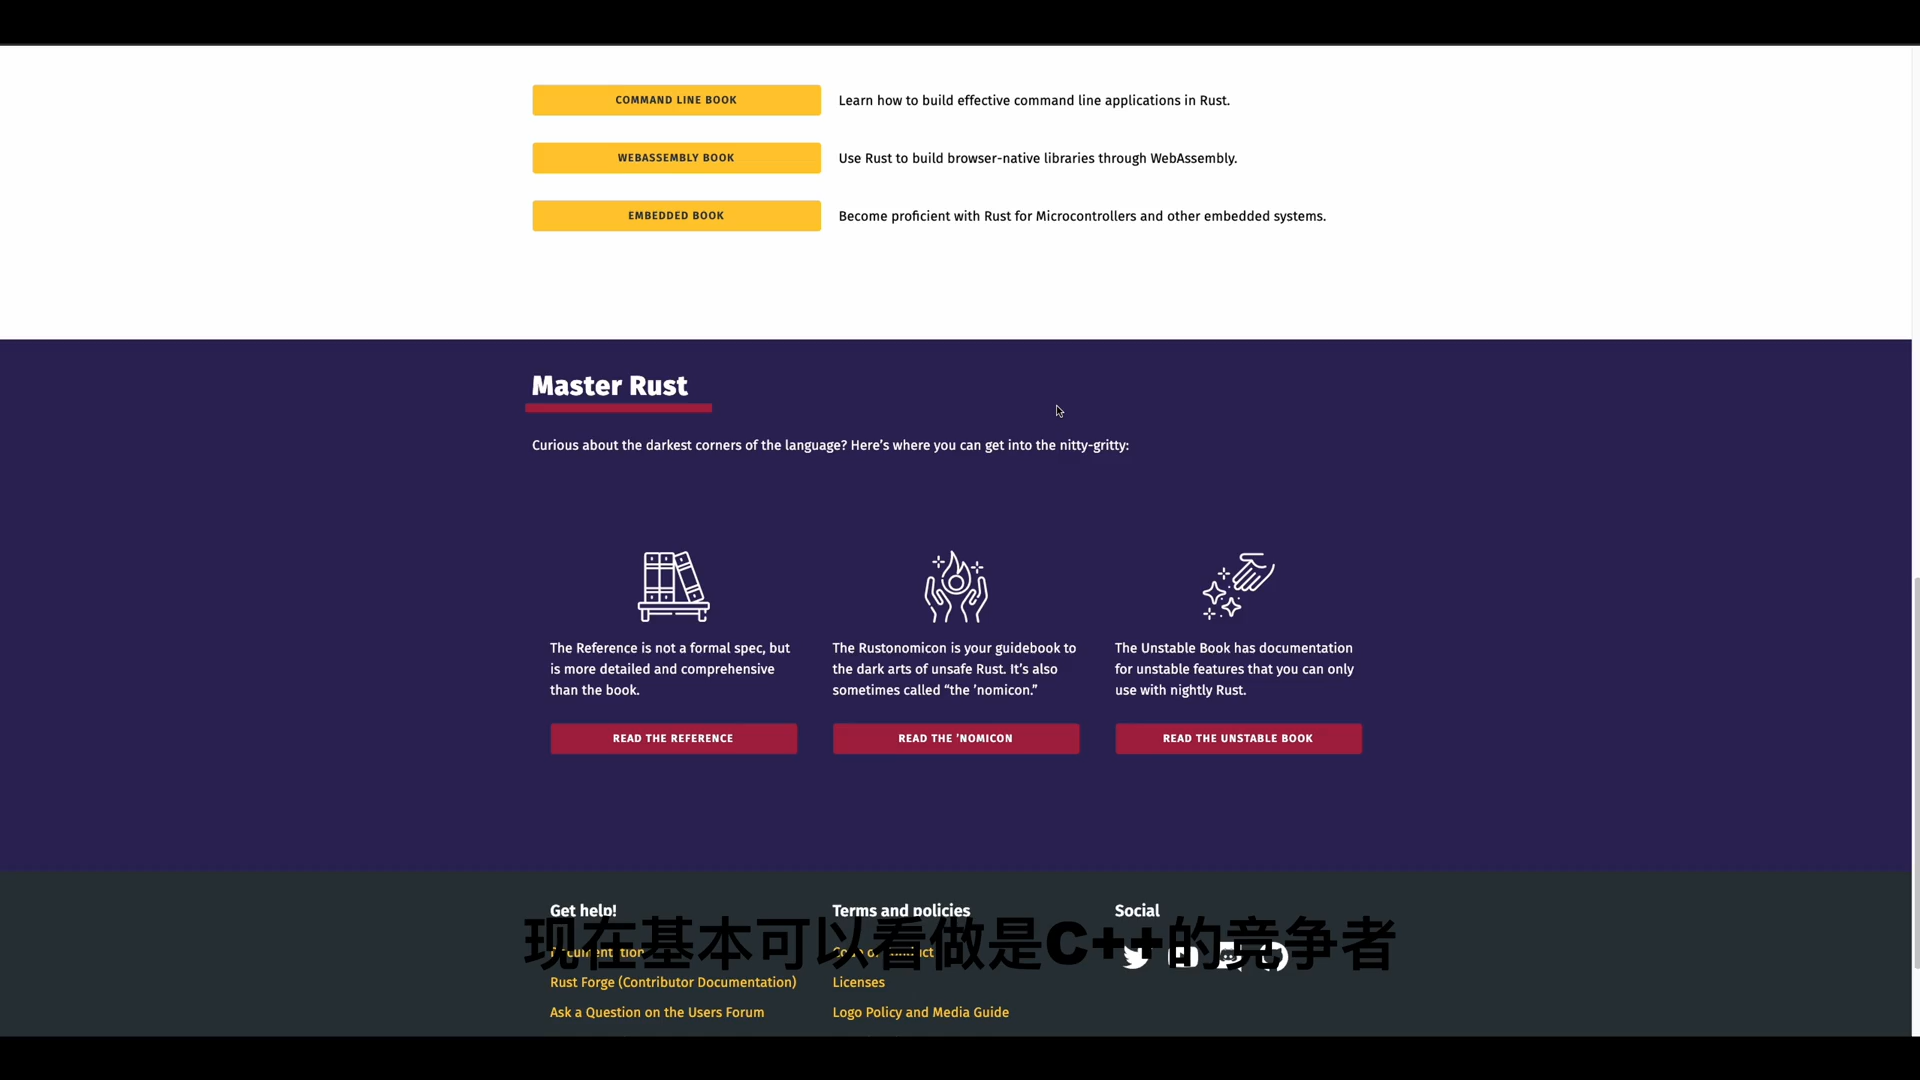 COMMAND LINE BOOK
Learn how to build effective command line applications in Rust.
WEBASSEMBLY BOOK
Use Rust to build browser-native libraries through WebAssembly.
EMBEDDED BOOK
Become proficient with Rust for Microcontrollers and other embedded systems.
Master Rust
Curious about the darkest corners of the language? Here’s where you can get into the nitty-gritty:
The Reference is not a formal spec, but
is more detailed and comprehensive
than the book.
READ THE REFERENCE
The Rustonomicon is your guidebook to
the dark arts of unsafe Rust. It’s also
sometimes called “the ’nomicon.”
READ THE ’NOMICON
The Unstable Book has documentation
for unstable features that you can only
use with nightly Rust.
READ THE UNSTABLE BOOK
Get help!
Documentation
Rust Forge (Contributor Documentation)
Ask a Question on the Users Forum
Terms and policies
Code of Conduct
Licenses
Logo Policy and Media Guide
Social
现在基本可以看做是C++的竞争者